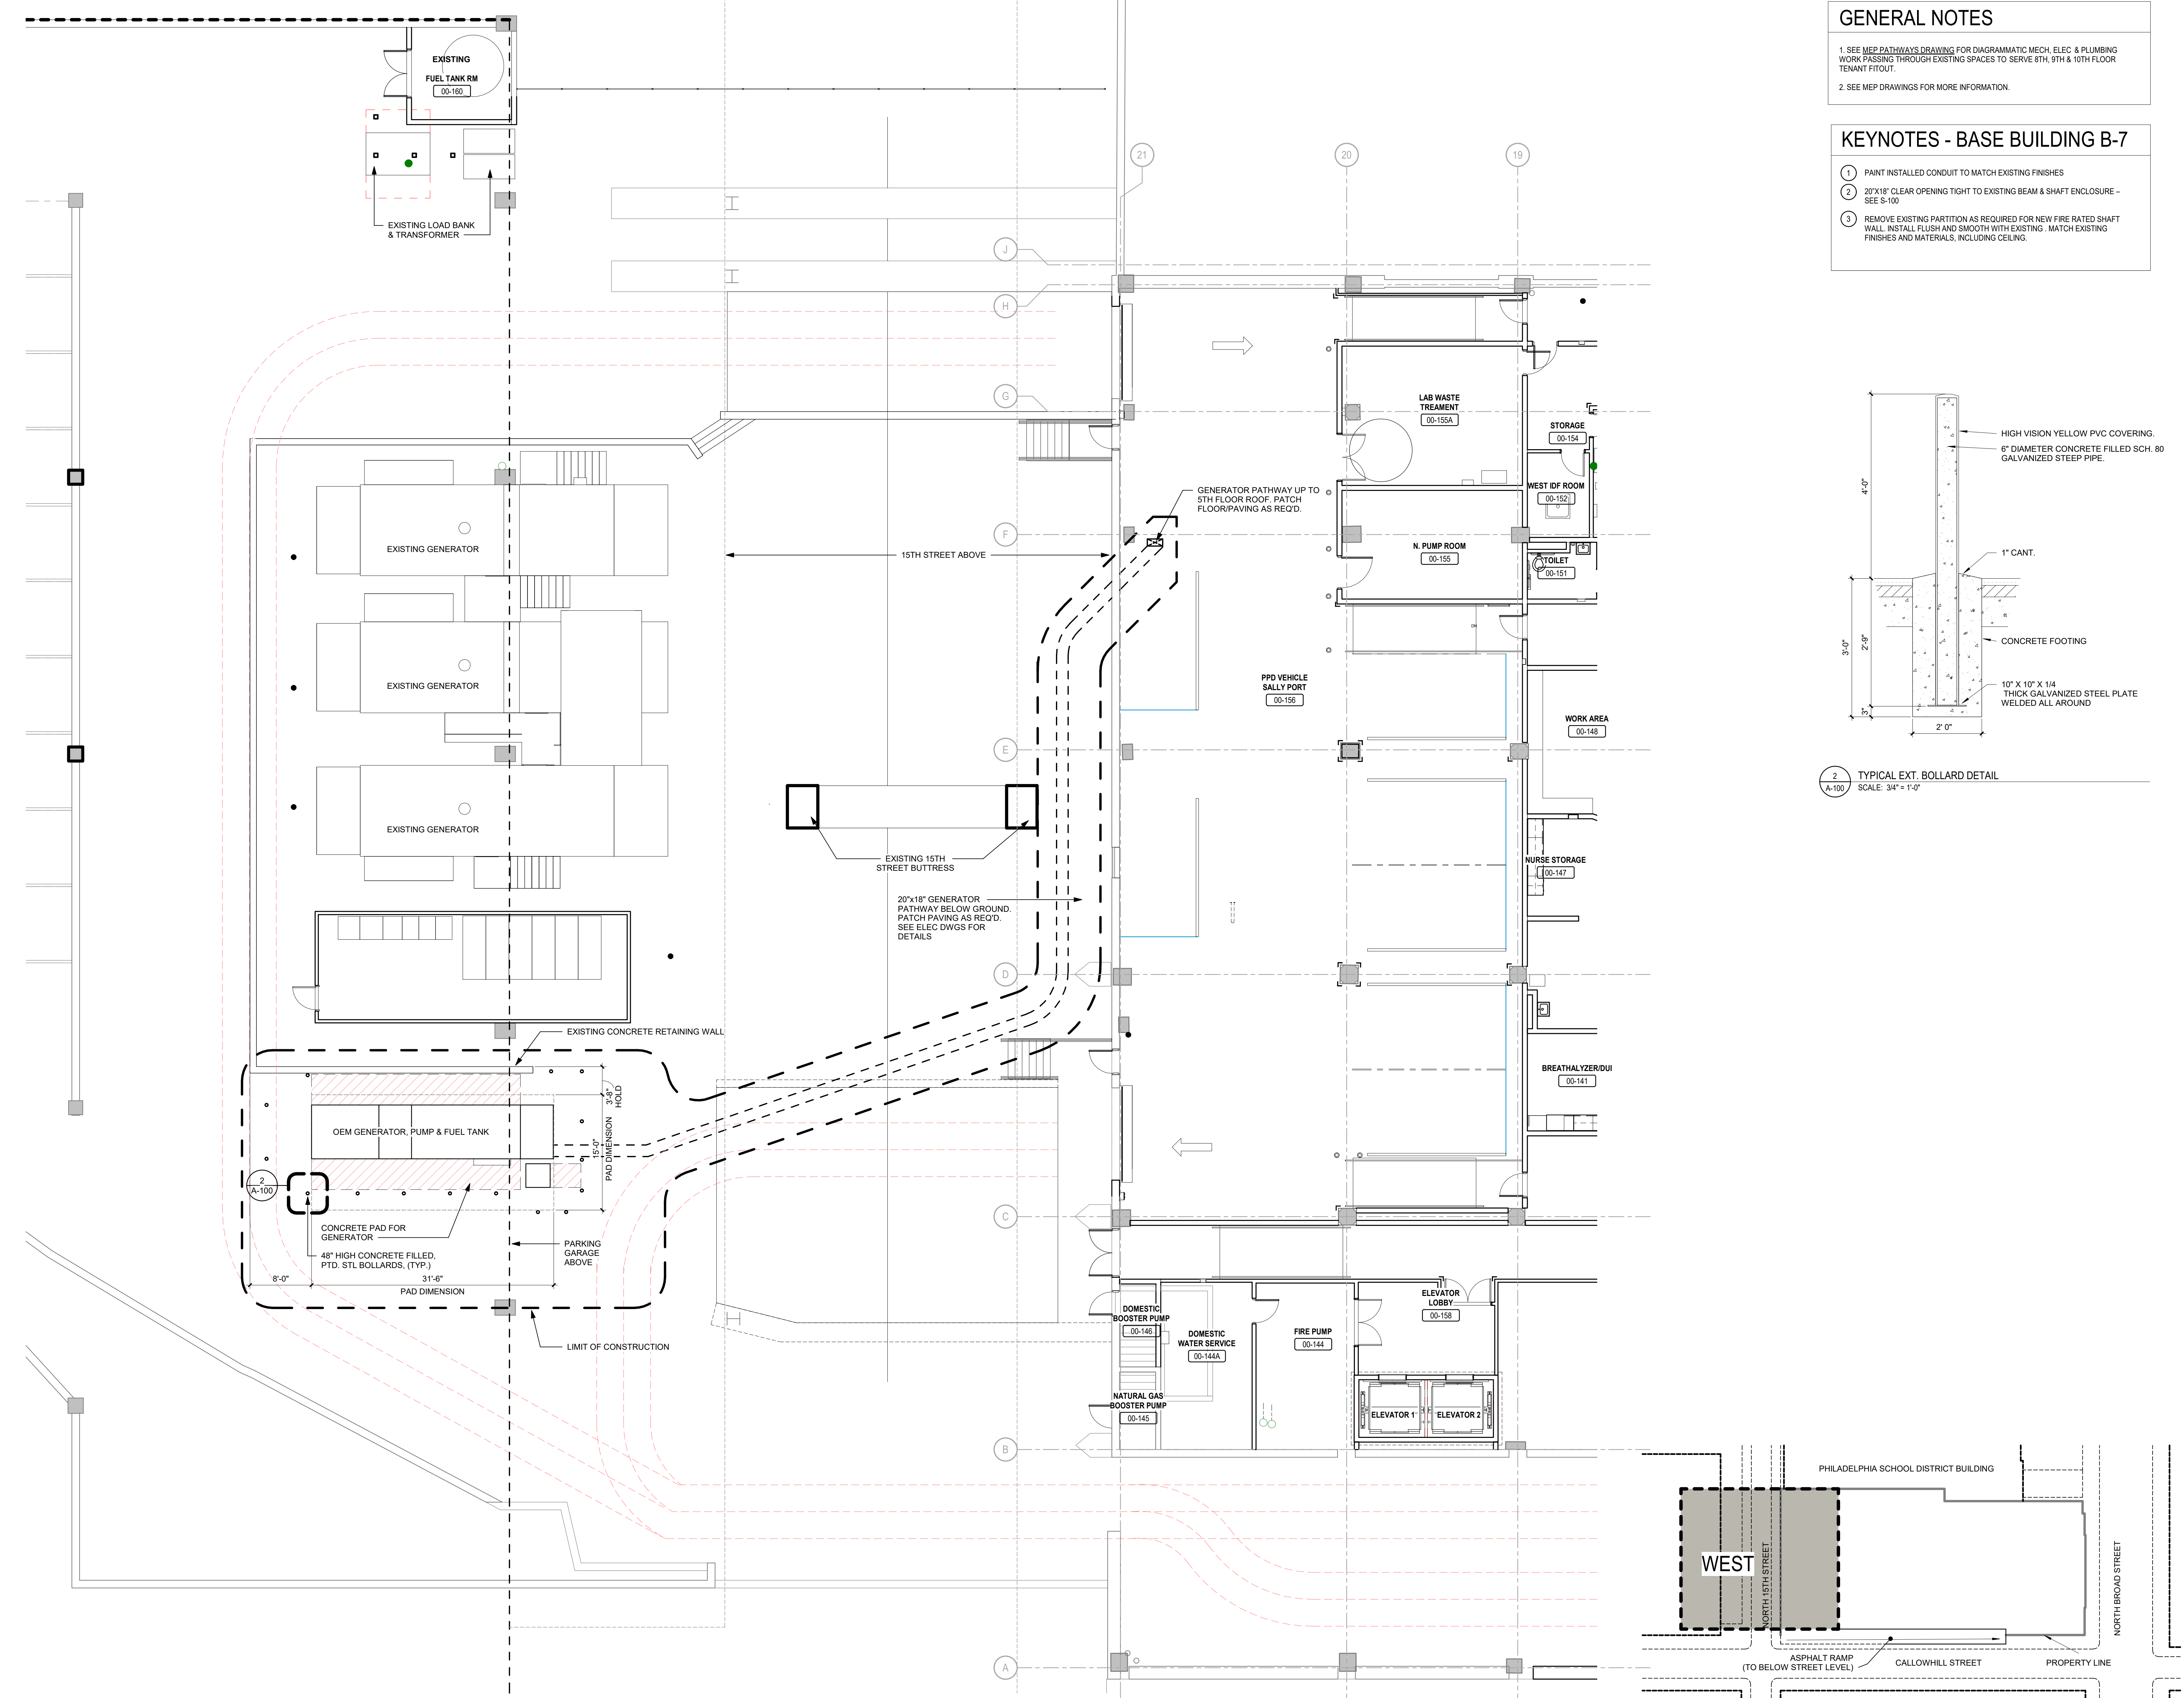 GENERAL NOTES
1. SEE MEP PATHWAYS DRAWING FOR DIAGRAMMATIC MECH, ELEC & PLUMBING
WORK PASSING THROUGH EXISTING SPACES TO SERVE 8TH, 9TH & 10TH FLOOR
TENANT FITOUT.
2. SEE MEP DRAWINGS FOR MORE INFORMATION.
KEYNOTES - BASE BUILDING B-7
1 PAINT INSTALLED CONDUIT TO MATCH EXISTING FINISHES
2 20"X18" CLEAR OPENING TIGHT TO EXISTING BEAM & SHAFT ENCLOSURE –
SEE S-100
3 REMOVE EXISTING PARTITION AS REQUIRED FOR NEW FIRE RATED SHAFT
WALL. INSTALL FLUSH AND SMOOTH WITH EXISTING . MATCH EXISTING
FINISHES AND MATERIALS, INCLUDING CEILING.
EXISTING
FUEL TANK RM
00-160
EXISTING LOAD BANK
& TRANSFORMER
21
20
19
J
H
G
F
E
D
C
B
A
LAB WASTE
TREAMENT
00-155A
STORAGE
00-154
WEST IDF ROOM
00-152
N. PUMP ROOM
00-155
TOILET
00-151
GENERATOR PATHWAY UP TO
5TH FLOOR ROOF. PATCH
FLOOR/PAVING AS REQ'D.
15TH STREET ABOVE
EXISTING GENERATOR
EXISTING GENERATOR
EXISTING GENERATOR
PPD VEHICLE
SALLY PORT
00-156
WORK AREA
00-148
NURSE STORAGE
00-147
EXISTING 15TH
STREET BUTTRESS
20"x18" GENERATOR
PATHWAY BELOW GROUND.
PATCH PAVING AS REQ'D.
SEE ELEC DWGS FOR
DETAILS
EXISTING CONCRETE RETAINING WALL
BREATHALYZER/DUI
00-141
OEM GENERATOR, PUMP & FUEL TANK
3'-8"
HOLD
15'-0"
PAD DIMENSION
2
A-100
CONCRETE PAD FOR
GENERATOR
48" HIGH CONCRETE FILLED,
PTD. STL BOLLARDS, (TYP.)
8'-0"
31'-6"
PAD DIMENSION
PARKING
GARAGE
ABOVE
LIMIT OF CONSTRUCTION
DOMESTIC
BOOSTER PUMP
00-146
DOMESTIC
WATER SERVICE
00-144A
FIRE PUMP
00-144
ELEVATOR
LOBBY
00-158
NATURAL GAS
BOOSTER PUMP
00-145
ELEVATOR 1
ELEVATOR 2
HIGH VISION YELLOW PVC COVERING.
6" DIAMETER CONCRETE FILLED SCH. 80
GALVANIZED STEEP PIPE.
4'-0"
1" CANT.
3'-0"
2'-9"
CONCRETE FOOTING
10" X 10" X 1/4
THICK GALVANIZED STEEL PLATE
WELDED ALL AROUND
3"
2' 0"
2
A-100
TYPICAL EXT. BOLLARD DETAIL
SCALE: 3/4" = 1'-0"
PHILADELPHIA SCHOOL DISTRICT BUILDING
WEST
NORTH 15TH STREET
NORTH BROAD STREET
ASPHALT RAMP
(TO BELOW STREET LEVEL)
CALLOWHILL STREET
PROPERTY LINE